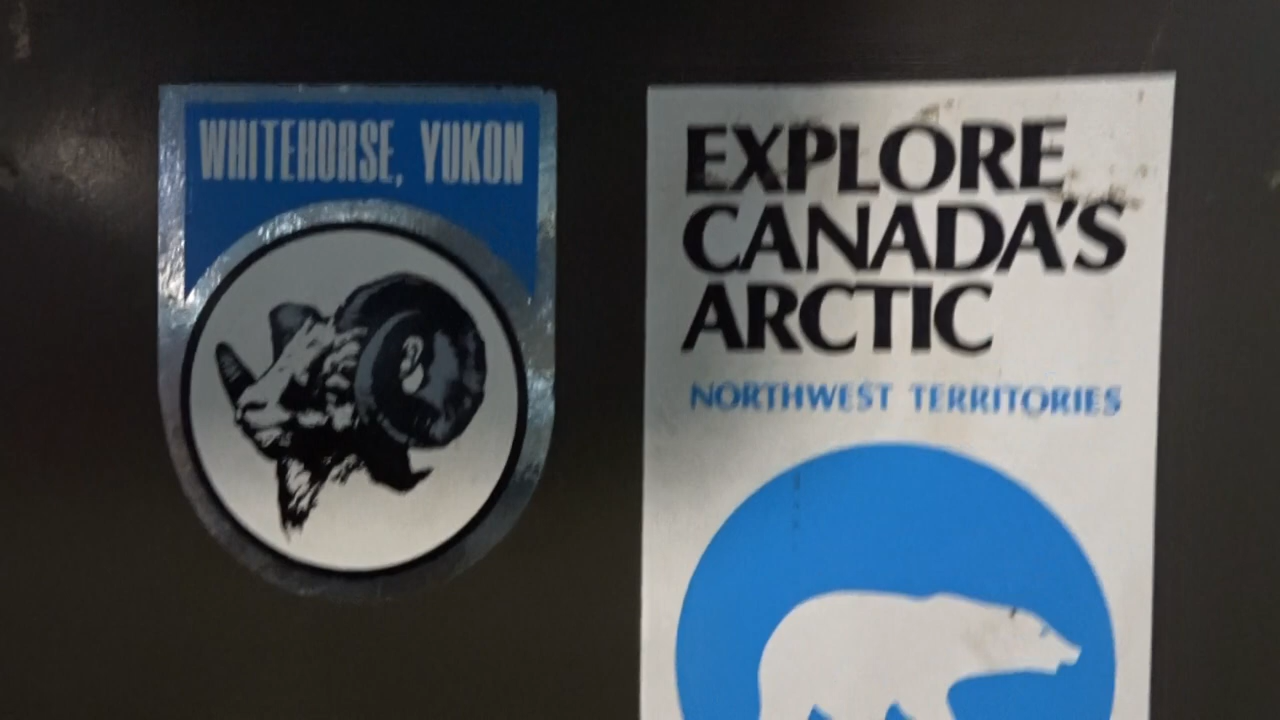 WHITEHORSE, YUKON
EXPLORE
CANADA'S
ARCTIC
NORTHWEST TERRITORIES